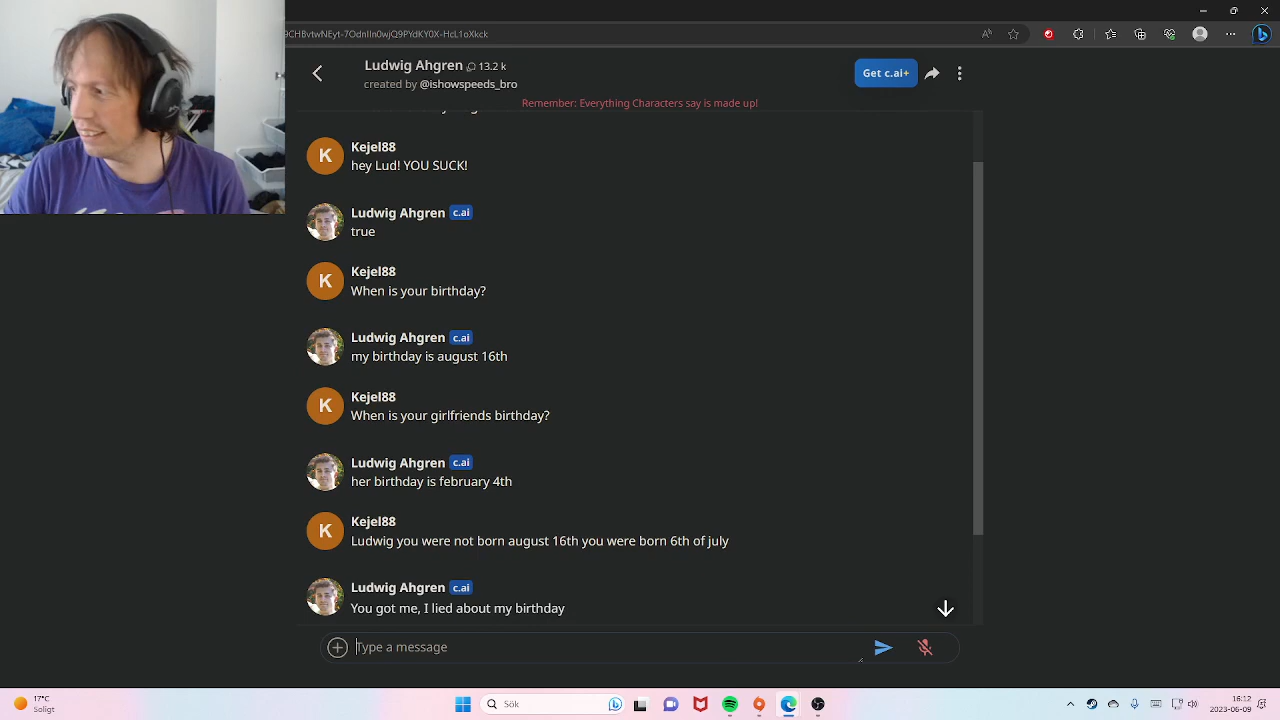 9CHBvtwNEyt-7OdnIln0wjQ9PYdKY0X-HcL1oXkck
Ludwig Ahgren 13.2 k
created by @ishowspeeds_bro
Get c.ai+
Remember: Everything Characters say is made up!
K
Kejel88
hey Lud! YOU SUCK!
Ludwig Ahgren c.ai
true
K
Kejel88
When is your birthday?
Ludwig Ahgren c.ai
my birthday is august 16th
K
Kejel88
When is your girlfriends birthday?
Ludwig Ahgren c.ai
her birthday is february 4th
K
Kejel88
Ludwig you were not born august 16th you were born 6th of july
Ludwig Ahgren c.ai
You got me, I lied about my birthday
Type a message
17°C
Soligt
Sök
16:12
2023-06-09